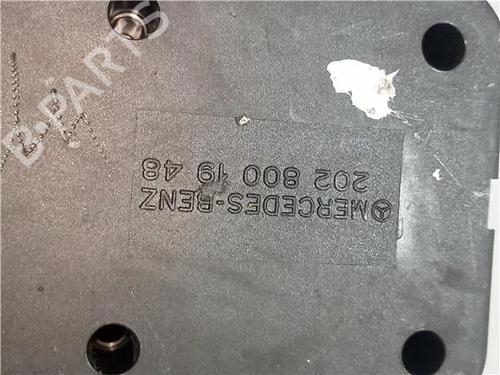 MERCEDES-BENZ
202 800 19 48
B-PARTS